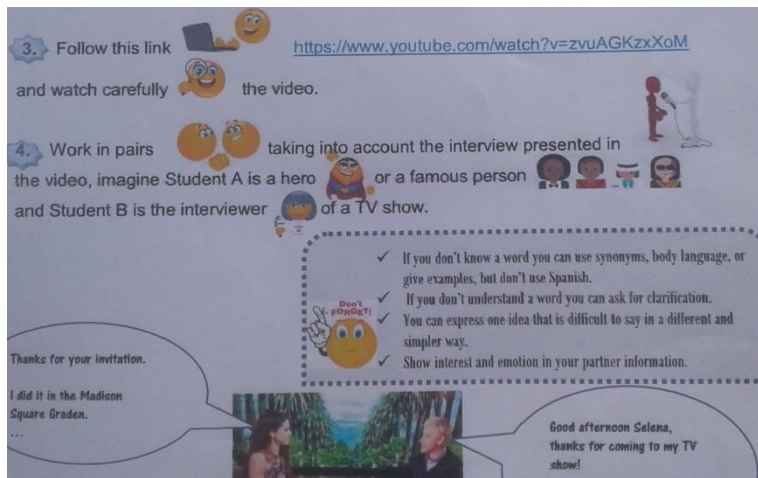 3. Follow this link https://www.youtube.com/watch?v=zvuAGKzxXoM
and watch carefully the video.
4. Work in pairs taking into account the interview presented in
the video, imagine Student A is a hero or a famous person
and Student B is the interviewer of a TV show.
✓ If you don't know a word you can use synonyms, body language, or
give examples, but don't use Spanish.
✓ If you don't understand a word you can ask for clarification.
✓ You can express one idea that is difficult to say in a different and
simpler way.
✓ Show interest and emotion in your partner information.
Don't
FORGET!
Thanks for your invitation.
I did it in the Madison
Square Graden.
...
Good afternoon Selena,
thanks for coming to my TV
show!